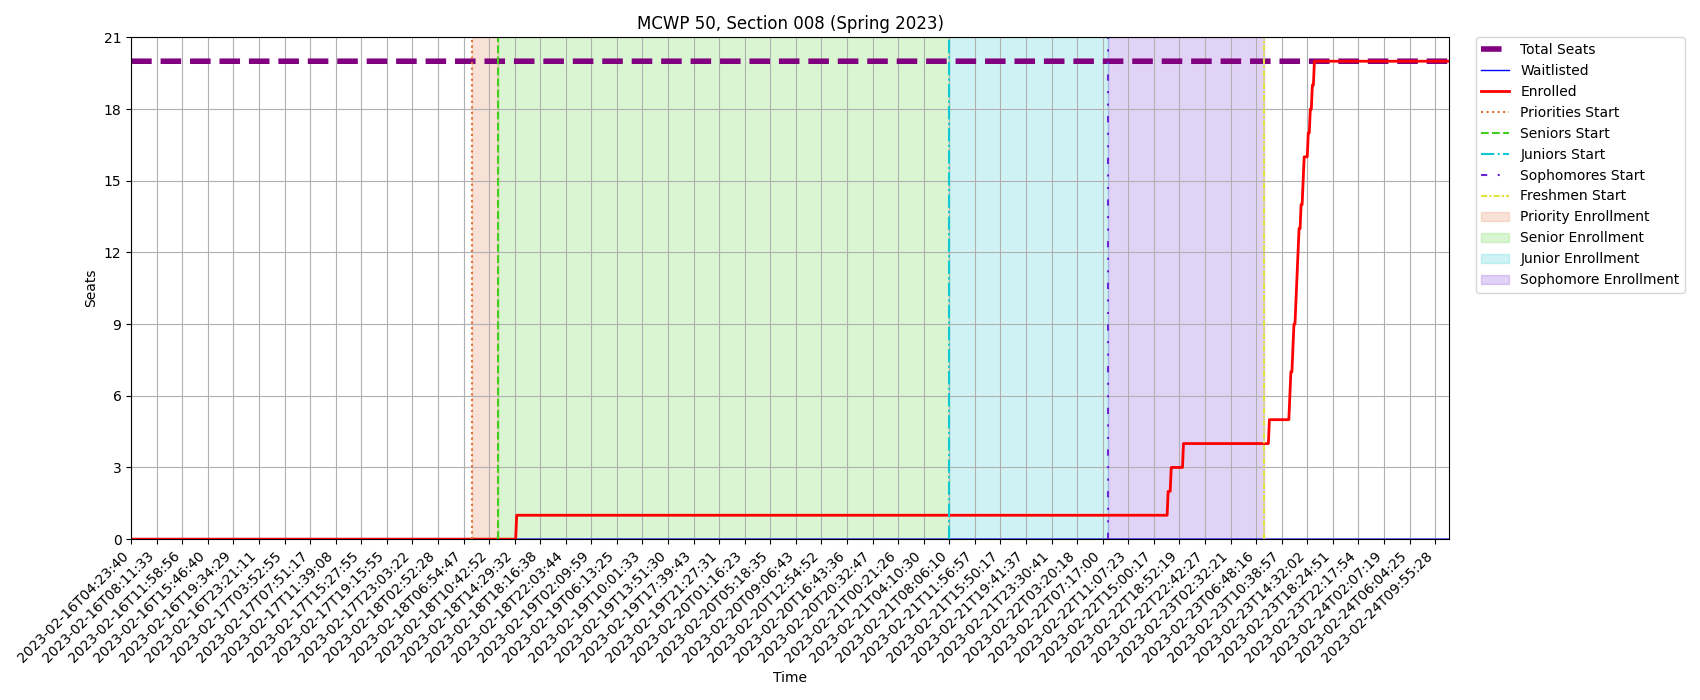 MCWP 50, Section 008 (Spring 2023)
21
18
15
12
9
6
3
0
Seats
2023-02-16T04:23:40
2023-02-16T08:11:33
2023-02-16T11:58:56
2023-02-16T15:46:40
2023-02-16T19:34:29
2023-02-16T23:21:11
2023-02-17T03:52:55
2023-02-17T07:51:17
2023-02-17T11:39:08
2023-02-17T15:27:55
2023-02-17T19:15:55
2023-02-17T23:03:22
2023-02-18T02:52:28
2023-02-18T06:54:47
2023-02-18T10:42:52
2023-02-18T14:29:32
2023-02-18T18:16:38
2023-02-18T22:03:44
2023-02-19T02:09:59
2023-02-19T06:13:25
2023-02-19T10:01:33
2023-02-19T13:51:30
2023-02-19T17:39:43
2023-02-19T21:27:31
2023-02-20T01:16:23
2023-02-20T05:18:35
2023-02-20T09:06:43
2023-02-20T12:54:52
2023-02-20T16:43:36
2023-02-20T20:32:47
2023-02-21T00:21:26
2023-02-21T04:10:30
2023-02-21T08:06:10
2023-02-21T11:56:57
2023-02-21T15:50:17
2023-02-21T19:41:37
2023-02-21T23:30:41
2023-02-22T03:20:18
2023-02-22T07:17:00
2023-02-22T11:07:23
2023-02-22T15:00:17
2023-02-22T18:52:19
2023-02-22T22:42:27
2023-02-23T02:32:21
2023-02-23T06:48:16
2023-02-23T10:38:57
2023-02-23T14:32:02
2023-02-23T18:24:51
2023-02-23T22:17:54
2023-02-24T02:07:19
2023-02-24T06:04:25
2023-02-24T09:55:28
Time
Total Seats
Waitlisted
Enrolled
Priorities Start
Seniors Start
Juniors Start
Sophomores Start
Freshmen Start
Priority Enrollment
Senior Enrollment
Junior Enrollment
Sophomore Enrollment